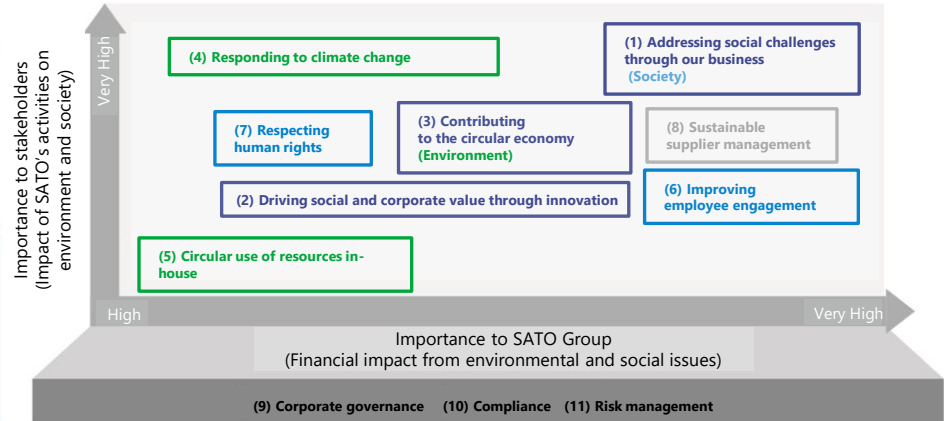 Importance to stakeholders
(Impact of SATO's activities on
environment and society)
Very High
(4) Responding to climate change
(1) Addressing social challenges
through our business
(Society)
(7) Respecting
human rights
(3) Contributing
to the circular economy
(Environment)
(8) Sustainable
supplier management
(2) Driving social and corporate value through innovation
(6) Improving
employee engagement
(5) Circular use of resources in-
house
High
Very High
Importance to SATO Group
(Financial impact from environmental and social issues)
(9) Corporate governance (10) Compliance (11) Risk management